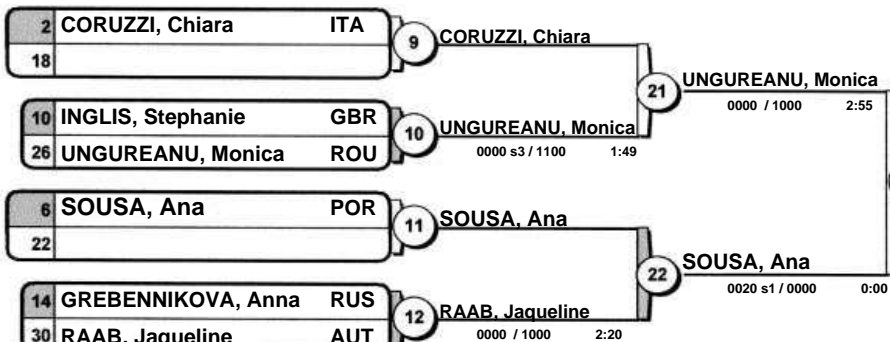 2 CORUZZI, Chiara ITA
18
9 CORUZZI, Chiara
10 INGLIS, Stephanie GBR
26 UNGUREANU, Monica ROU
10 UNGUREANU, Monica
0000 s3 / 1100 1:49
21 UNGUREANU, Monica
0000 / 1000 2:55
6 SOUSA, Ana POR
22
11 SOUSA, Ana
14 GREBENNIKOVA, Anna RUS
30 RAAB, Jaqueline AUT
12 RAAB, Jaqueline
0000 / 1000 2:20
22 SOUSA, Ana
0020 s1 / 0000 0:00